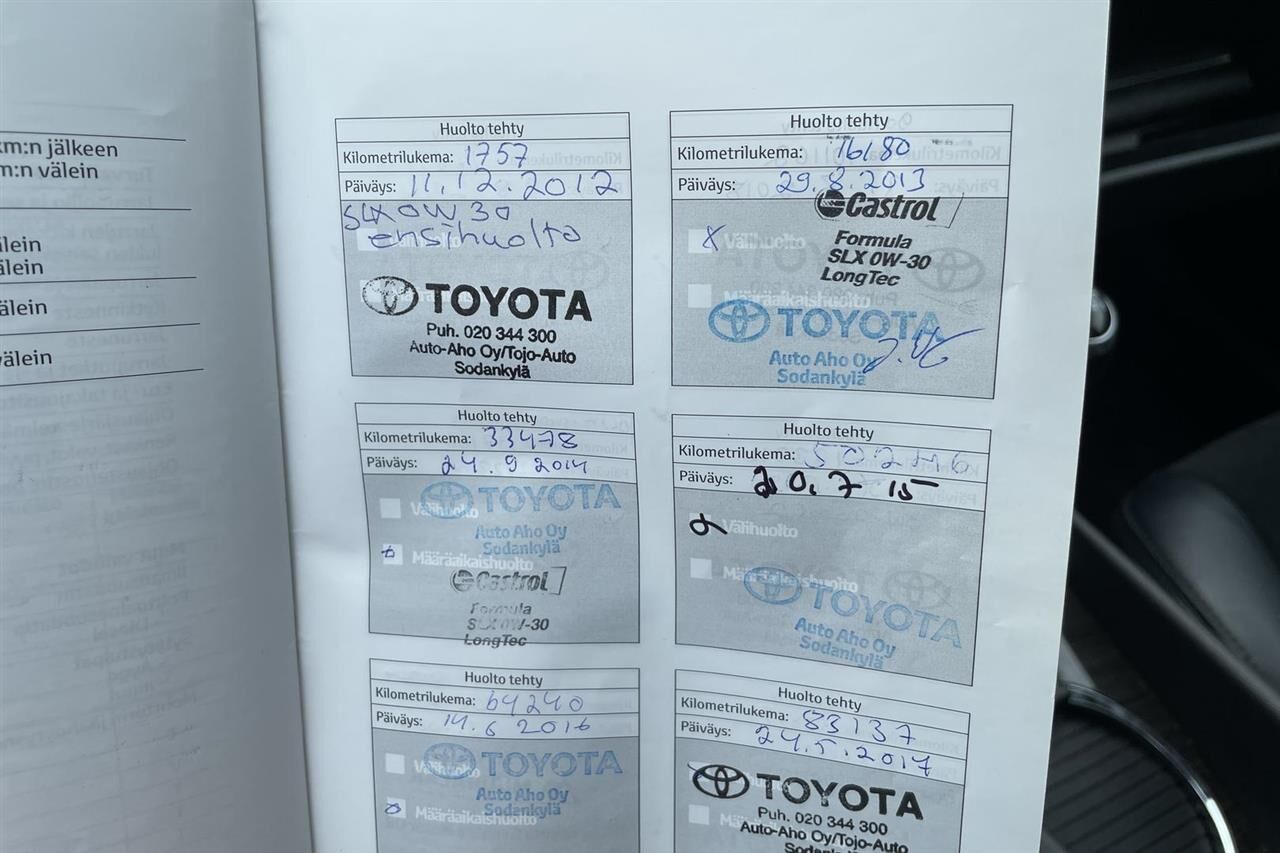 km:n jälkeen
m:n välein
älein
älein
älein
välein
Huolto tehty
Kilometrilukema: 1757
Päiväys: 11.12.2012
SLX 0W 30
ensihuolto
TOYOTA
Puh. 020 344 300
Auto-Aho Oy/Tojo-Auto
Sodankylä
Huolto tehty
Kilometrilukema: 16180
Päiväys: 29.8.2013
Castrol
x Välihuolto
Formula
SLX 0W-30
LongTec
Määräaikaishuolto
TOYOTA
Auto Aho Oy
Sodankylä
Huolto tehty
Kilometrilukema: 33478
Päiväys: 24.9 2014
Välihuolto
TOYOTA
Auto Aho Oy
Sodankylä
Määräaikaishuolto
Castrol
Formula
SLX 0W-30
LongTec
Huolto tehty
Kilometrilukema:
Päiväys: 20.7 15
Välihuolto
Määräaikaishuolto
TOYOTA
Auto Aho Oy
Sodankylä
Huolto tehty
Kilometrilukema: 64240
Päiväys: 14.6 2016
Välihuolto
TOYOTA
Auto Aho Oy
Sodankylä
Määräaikaishuolto
Huolto tehty
Kilometrilukema: 83137
Päiväys: 24.5.2017
TOYOTA
Puh. 020 344 300
Auto-Aho Oy/Tojo-Auto
Sodankylä